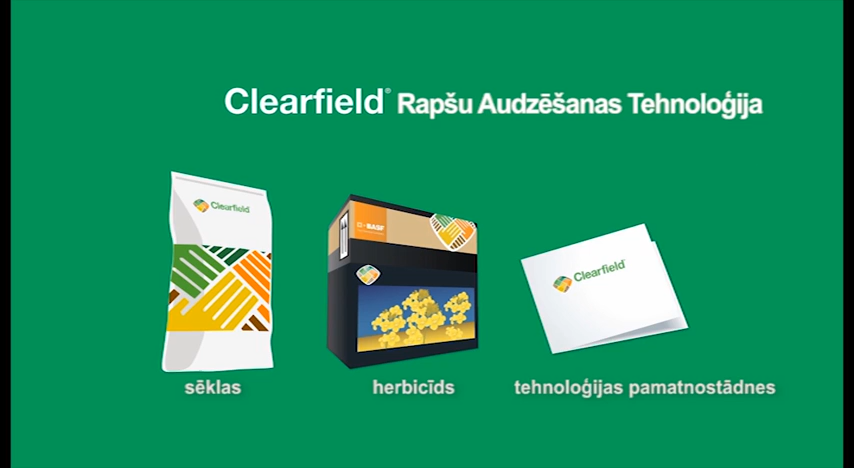 Clearfield® Rapšu Audzēšanas Tehnoloģija
Clearfield
BASF
Clearfield
sēklas
herbicīds
tehnoloģijas pamatnostādnes